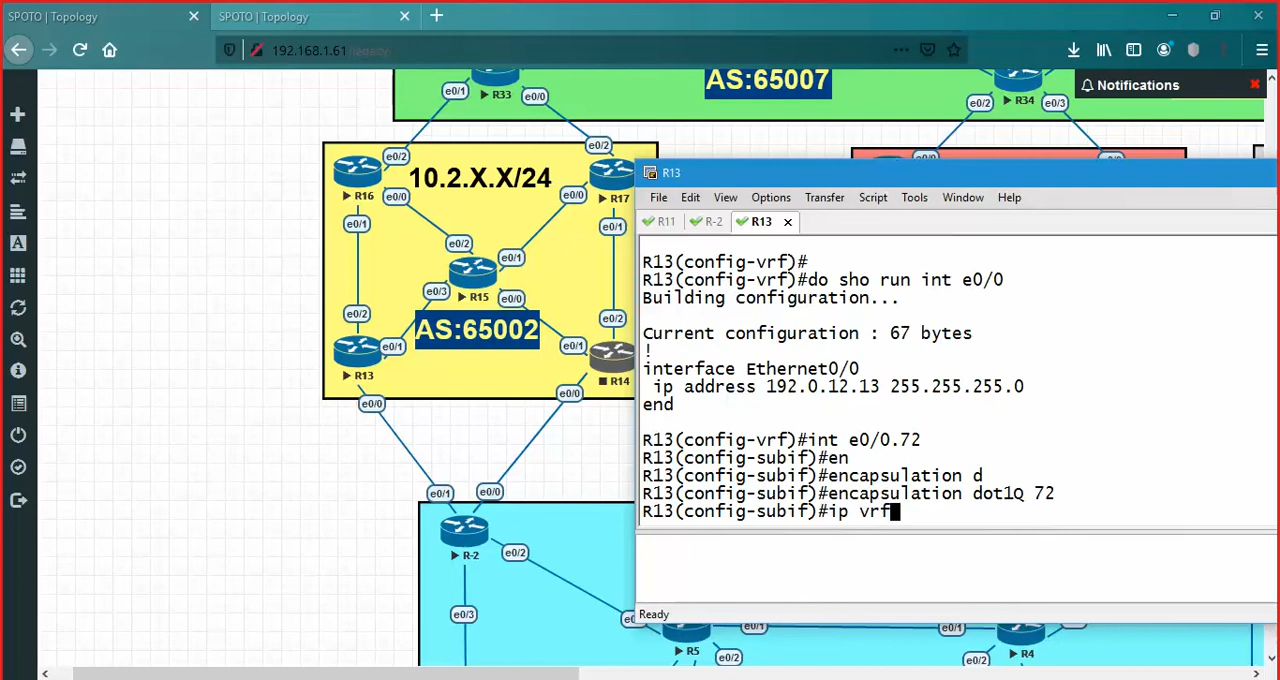 SPOTO | Topology
SPOTO | Topology
192.168.1.61/legacy
Notifications
AS:65007
e0/1
R33
e0/0
R34
e0/2
e0/3
10.2.X.X/24
e0/2
e0/2
R16
e0/0
e0/0
R17
e0/1
e0/1
e0/2
e0/1
R15
e0/3
e0/0
e0/2
e0/2
AS:65002
e0/1
e0/1
R13
R14
e0/0
e0/0
e0/1
e0/0
R-2
e0/2
e0/3
e0/1
e0/1
R5
R4
e0/2
e0/2
R13
File Edit View Options Transfer Script Tools Window Help
R11 R-2 R13
R13(config-vrf)#
R13(config-vrf)#do sho run int e0/0
Building configuration...
Current configuration : 67 bytes
!
interface Ethernet0/0
ip address 192.0.12.13 255.255.255.0
end
R13(config-vrf)#int e0/0.72
R13(config-subif)#en
R13(config-subif)#encapsulation d
R13(config-subif)#encapsulation dot1Q 72
R13(config-subif)#ip vrf
Ready